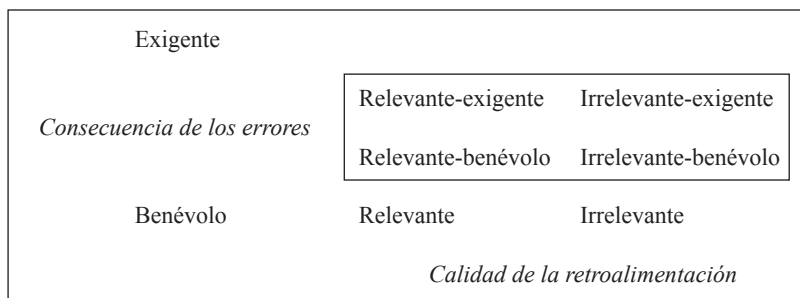 Exigente
Relevante-exigente Irrelevante-exigente
Consecuencia de los errores
Relevante-benévolo Irrelevante-benévolo
Benévolo Relevante Irrelevante
Calidad de la retroalimentación